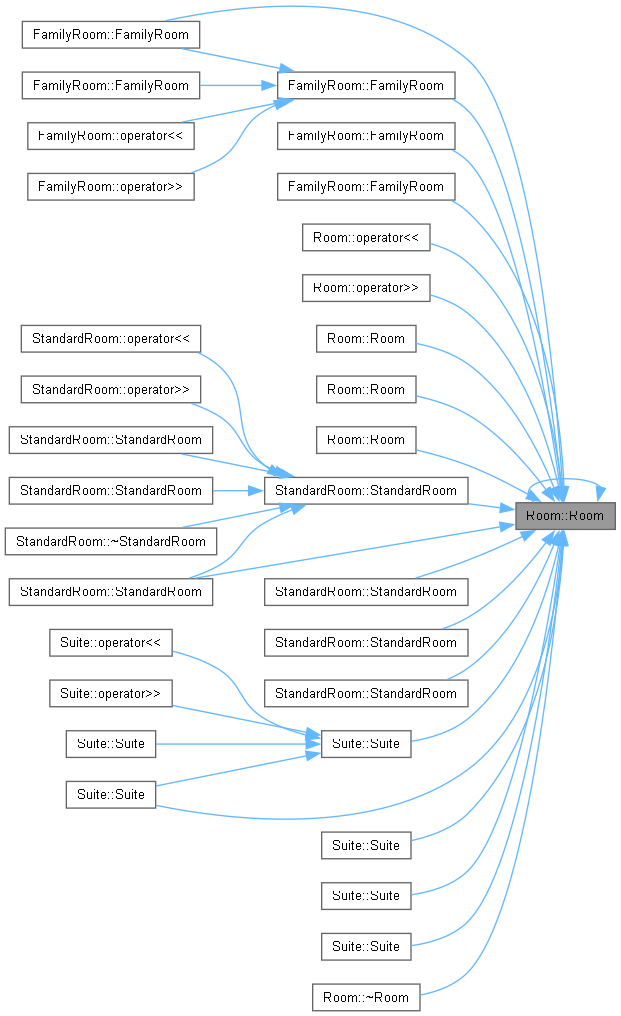 FamilyRoom::FamilyRoom
FamilyRoom::FamilyRoom
FamilyRoom::operator<<
FamilyRoom::operator>>
FamilyRoom::FamilyRoom
FamilyRoom::FamilyRoom
FamilyRoom::FamilyRoom
Room::operator<<
Room::operator>>
Room::Room
Room::Room
Room::Room
StandardRoom::operator<<
StandardRoom::operator>>
StandardRoom::StandardRoom
StandardRoom::StandardRoom
StandardRoom::~StandardRoom
StandardRoom::StandardRoom
StandardRoom::StandardRoom
Room::Room
StandardRoom::StandardRoom
StandardRoom::StandardRoom
StandardRoom::StandardRoom
Suite::operator<<
Suite::operator>>
Suite::Suite
Suite::Suite
Suite::Suite
Suite::Suite
Suite::Suite
Suite::Suite
Room::~Room